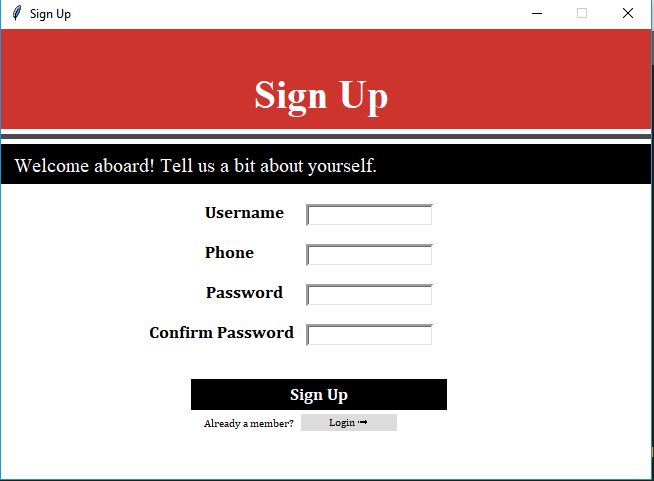 Sign Up
Sign Up
Welcome aboard! Tell us a bit about yourself.
Username
Phone
Password
Confirm Password
Sign Up
Already a member? Login ➟